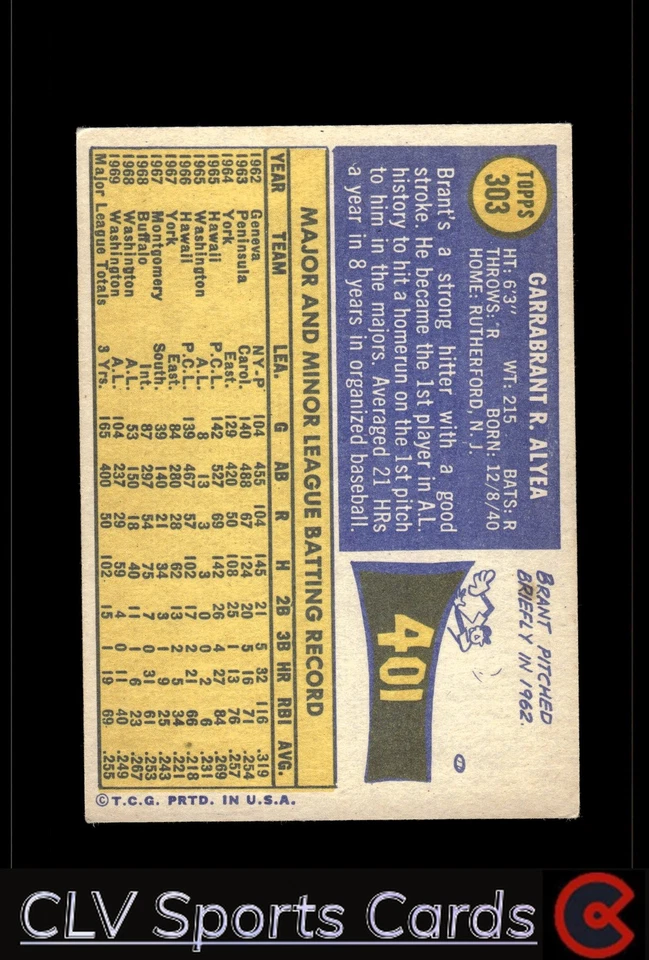 TOPPS
303
GARRABRANT R. ALYEA
HT: 6'3" WT: 215 BATS: R
THROWS: R BORN: 12/8/40
HOME: RUTHERFORD, N. J.
Brant's a strong hitter with a good
stroke. He became the 1st player in A.L.
history to hit a homerun on the 1st pitch
to him in the majors. Averaged 21 HRs
a year in 8 years in organized baseball.
BRANT PITCHED
BRIEFLY IN 1962.
401
MAJOR AND MINOR LEAGUE BATTING RECORD
YEAR TEAM LEA. G AB R H 2B 3B HR RBI AVG.
1962 Geneva NY-P 104 455 104 145 21 5 32 116 .319
1963 Peninsula Carol. 140 488 67 124 20 5 16 71 .254
1964 York East. 129 420 50 108 25 1 13 76 .257
1965 Hawaii P.C.L. 142 527 69 142 26 4 27 84 .269
1965 Washington A.L. 8 13 3 3 0 0 2 6 .231
1966 Hawaii P.C.L. 139 467 57 102 13 2 21 66 .218
1967 York East. 84 280 28 62 17 2 5 34 .221
1967 Montgomery South. 39 140 21 34 3 1 9 25 .243
1968 Buffalo Int. 87 297 54 75 7 0 31 61 .253
1968 Washington A.L. 53 150 18 40 11 1 6 23 .267
1969 Washington A.L. 104 237 29 59 4 0 11 40 .249
Major League Totals 3 Yrs. 165 400 50 102 15 1 19 69 .255
©T.C.G. PRTD. IN U.S.A.
CLV Sports Cards